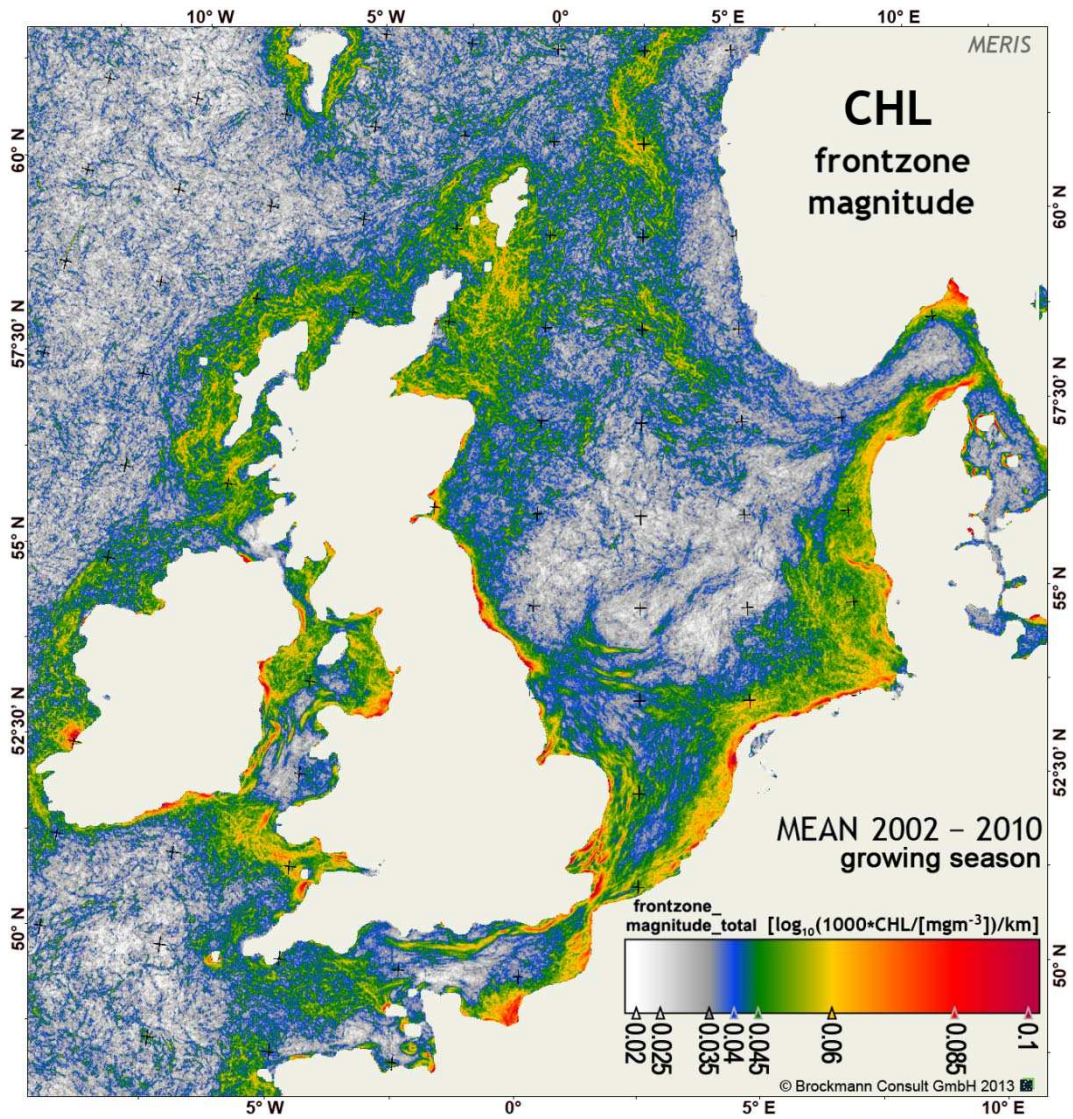 10° W 5° W 0° 5° E 10° E
MERIS
CHL
frontzone
magnitude
60° N
60° N
57°30' N
57°30' N
55° N
55° N
52°30' N
52°30' N
MEAN 2002 – 2010
growing season
frontzone_
magnitude_total [log₁₀(1000*CHL/[mgm⁻³])/km]
50° N
50° N
0.02 0.025 0.035 0.04 0.045 0.06 0.085 0.1
© Brockmann Consult GmbH 2013
5° W 0° 5° E 10° E